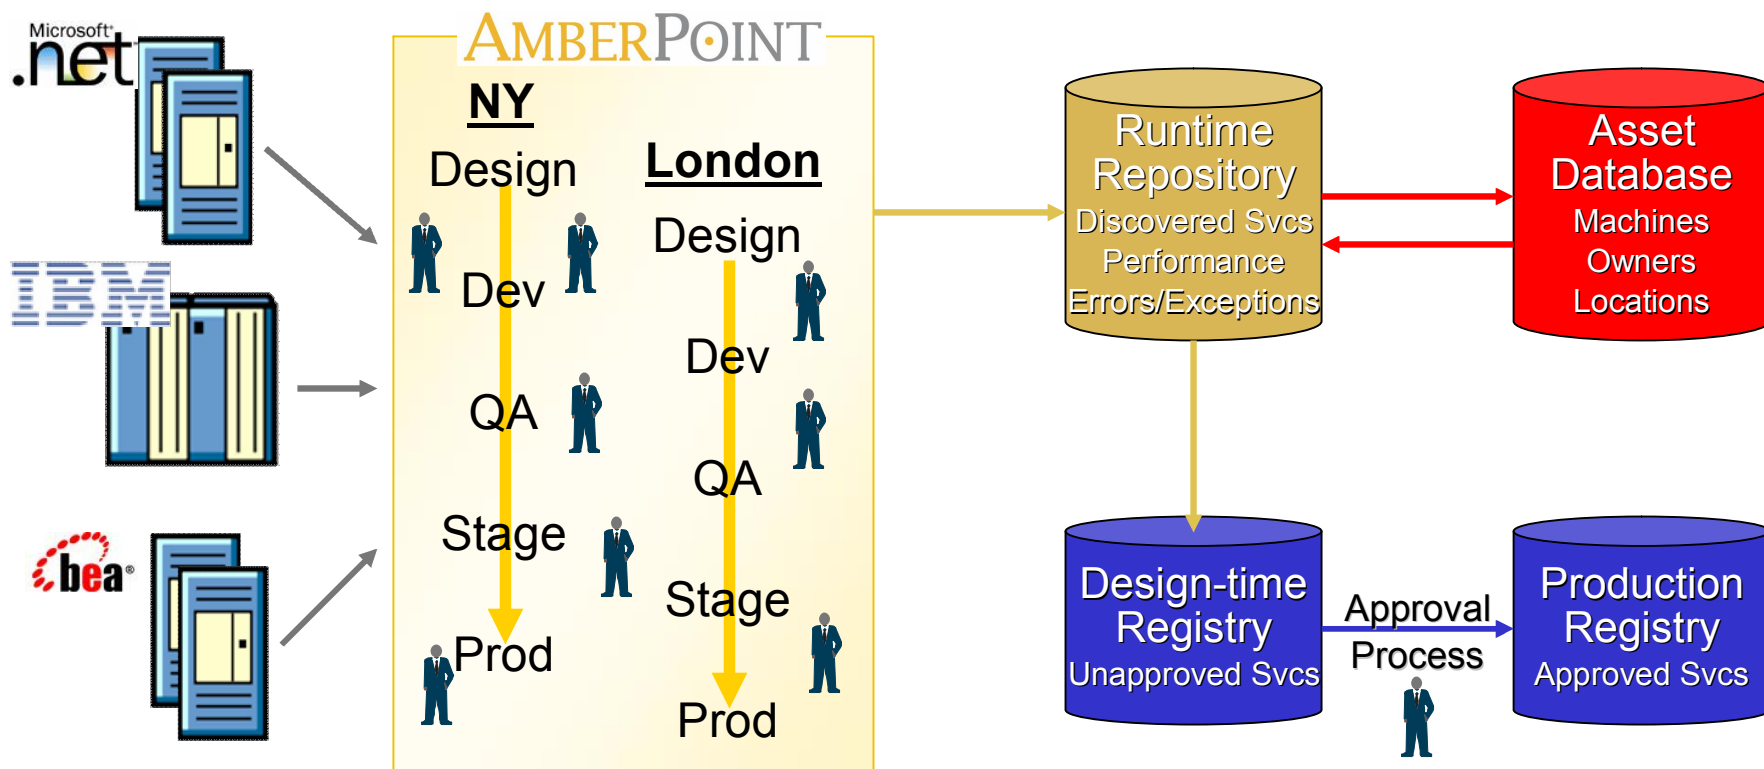 Microsoft®
.net
IBM
bea®
AMBERPOINT
NY
Design
Dev
QA
Stage
Prod
London
Design
Dev
QA
Stage
Prod
Runtime
Repository
Discovered Svcs
Performance
Errors/Exceptions
Asset
Database
Machines
Owners
Locations
Design-time
Registry
Unapproved Svcs
Approval
Process
Production
Registry
Approved Svcs